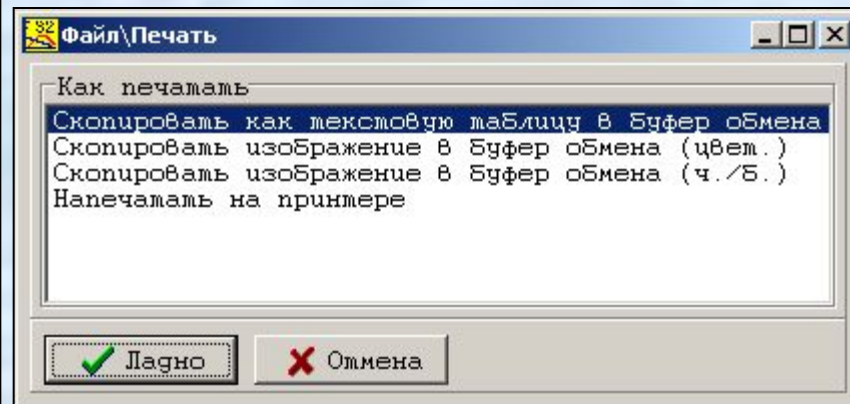 S2
Файл\Печать
Как печатать
Скопировать как текстовую таблицу в буфер обмена
Скопировать изображение в буфер обмена (цвет.)
Скопировать изображение в буфер обмена (ч./б.)
Напечатать на принтере
Ладно
Отмена